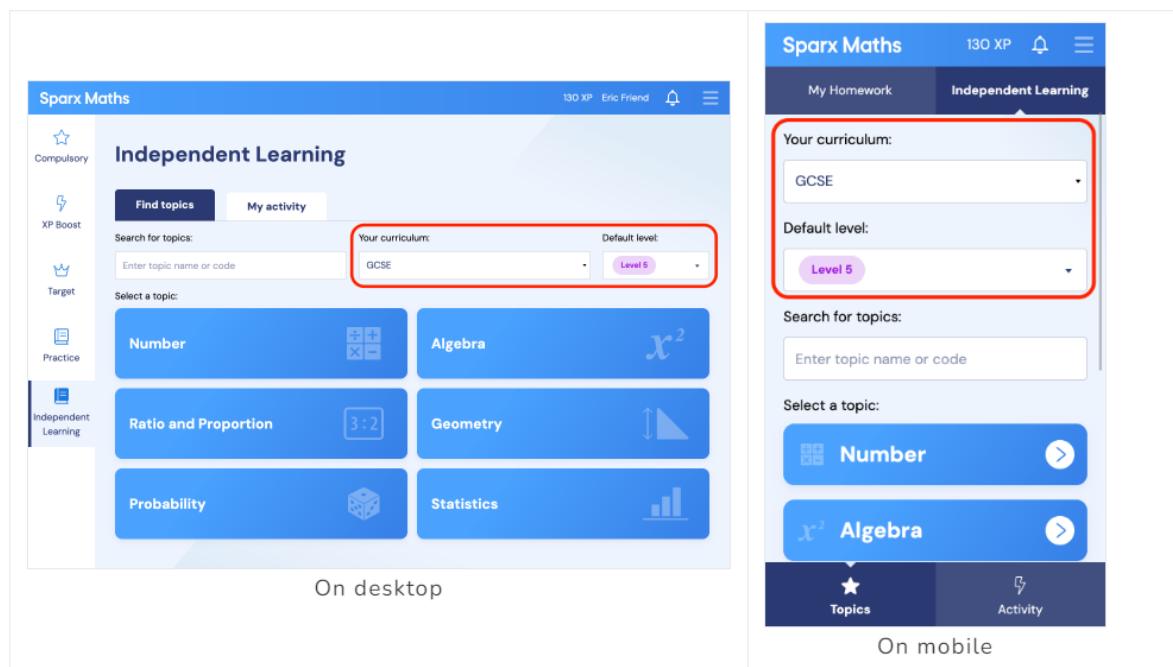 Sparx Maths
130 XP Eric Friend
Compulsory
XP Boost
Target
Practice
Independent
Learning
Independent Learning
Find topics
My activity
Search for topics:
Your curriculum:
Default level:
Enter topic name or code
GCSE
Level 5
Select a topic:
Number
÷ +
× −
Algebra
x²
Ratio and Proportion
3:2
Geometry
Probability
Statistics
On desktop
Sparx Maths
130 XP
My Homework
Independent Learning
Your curriculum:
GCSE
Default level:
Level 5
Search for topics:
Enter topic name or code
Select a topic:
Number
x² Algebra
Topics
Activity
On mobile